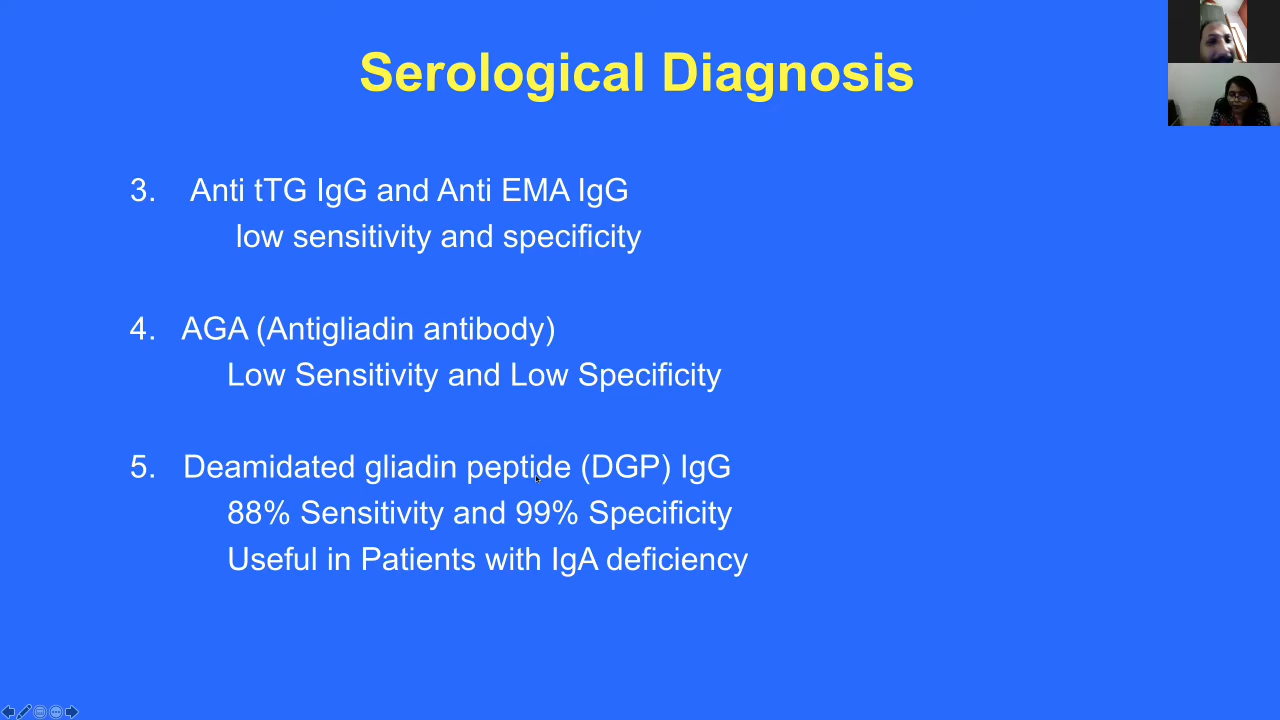 Serological Diagnosis
3. Anti tTG IgG and Anti EMA IgG
low sensitivity and specificity
4. AGA (Antigliadin antibody)
Low Sensitivity and Low Specificity
5. Deamidated gliadin peptide (DGP) IgG
88% Sensitivity and 99% Specificity
Useful in Patients with IgA deficiency